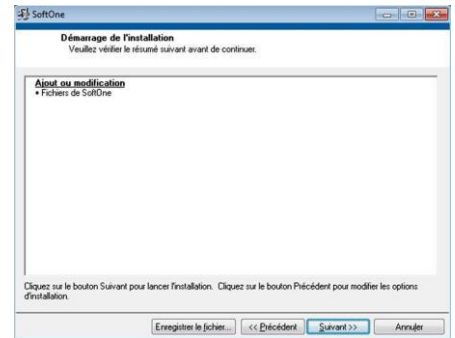 SoftOne
Démarrage de l'installation
Veuillez vérifier le résumé suivant avant de continuer.
Ajout ou modification
• Fichiers de SoftOne
Cliquez sur le bouton Suivant pour lancer l'installation. Cliquez sur le bouton Précédent pour modifier les options
d'installation.
Enregistrer le fichier... << Précédent Suivant >> Annuler